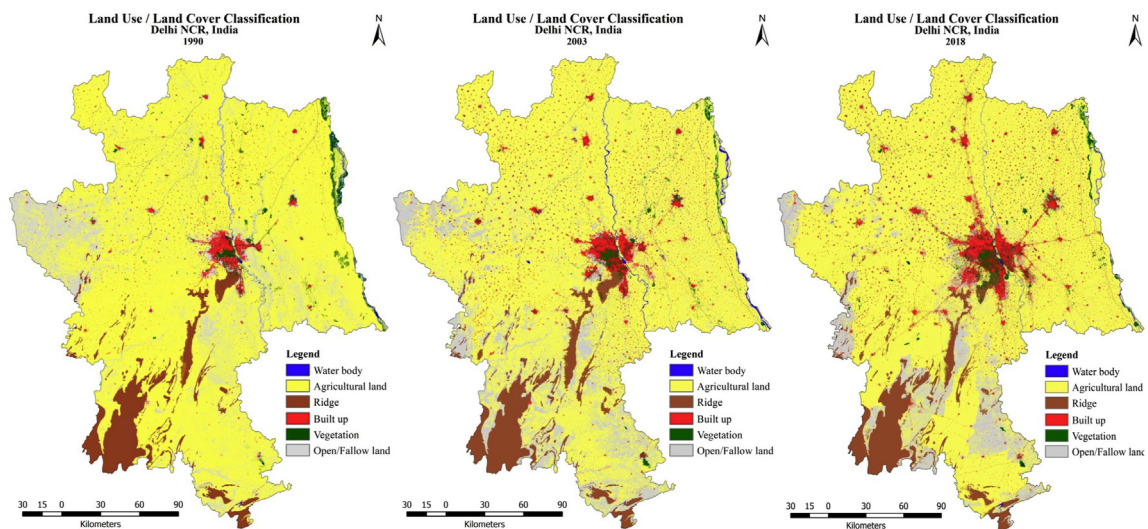 Land Use / Land Cover Classification
Delhi NCR, India
1990
N
Legend
Water body
Agricultural land
Ridge
Built up
Vegetation
Open/Fallow land
30 15 0 30 60 90
Kilometers
Land Use / Land Cover Classification
Delhi NCR, India
2003
N
Legend
Water body
Agricultural land
Ridge
Built up
Vegetation
Open/Fallow land
30 15 0 30 60 90
Kilometers
Land Use / Land Cover Classification
Delhi NCR, India
2018
N
Legend
Water body
Agricultural land
Ridge
Built up
Vegetation
Open/Fallow land
30 15 0 30 60 90
Kilometers